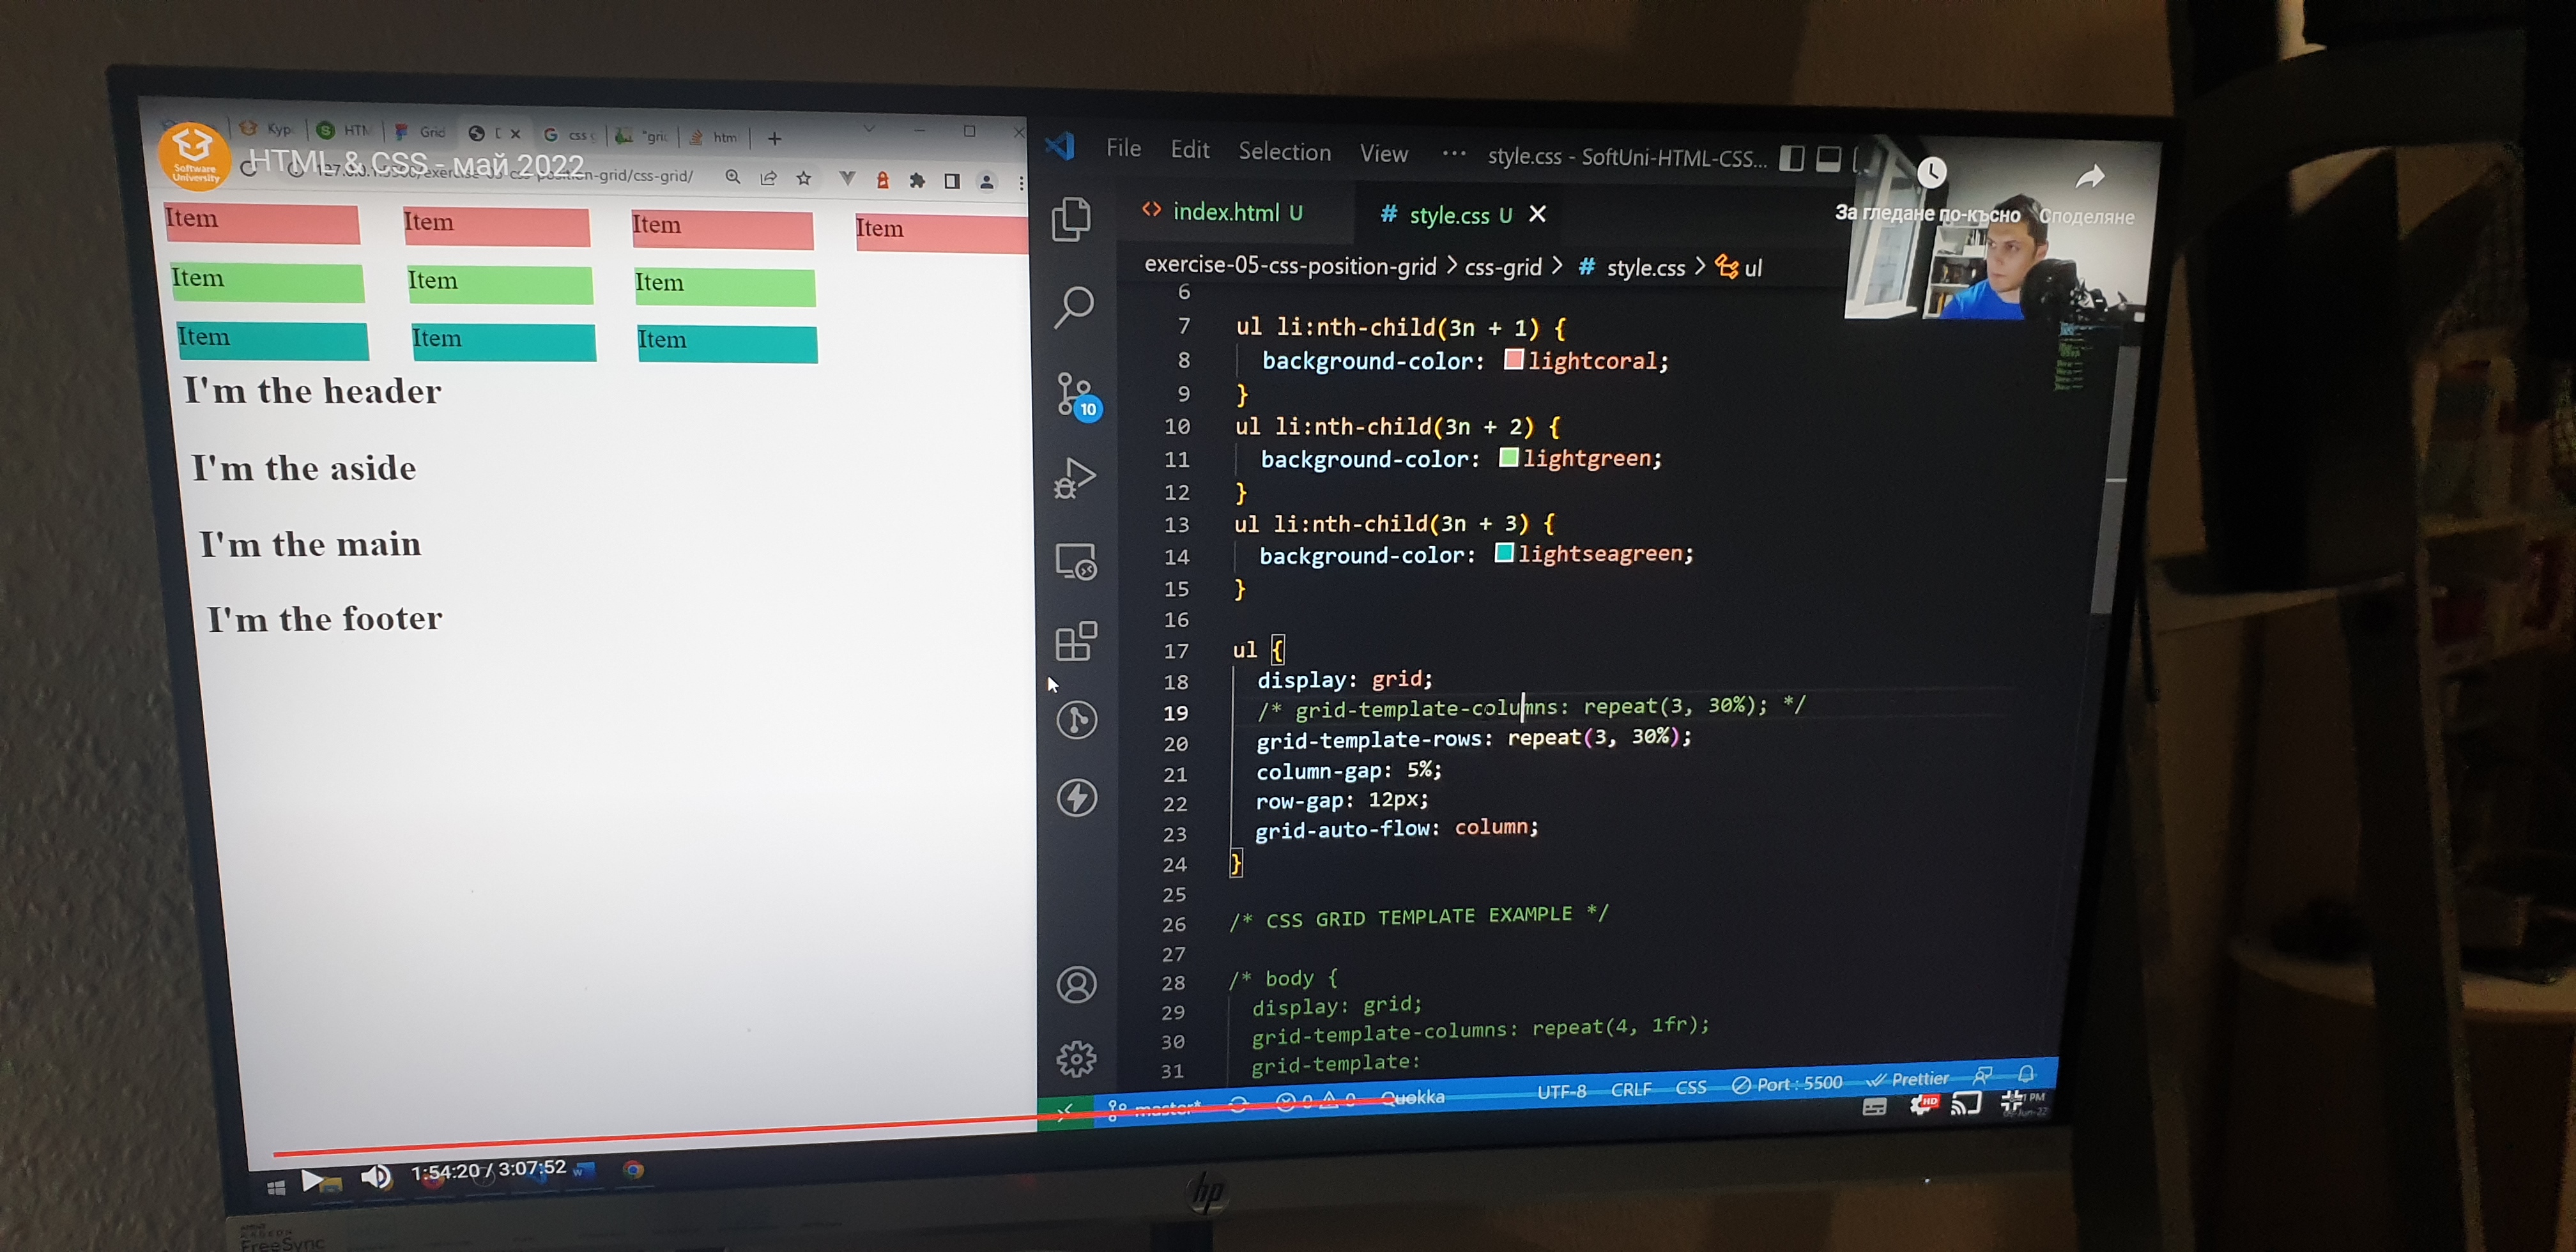 Кур
HTM
Grid
css g
"gric
htm
HTML & CSS - май 2022
Software University
-grid/css-grid/
Item Item Item Item
Item Item Item
Item Item Item
I'm the header
I'm the aside
I'm the main
I'm the footer
File Edit Selection View ··· style.css - SoftUni-HTML-CSS...
За гледане по-късно Споделяне
index.html U # style.css U
exercise-05-css-position-grid > css-grid > # style.css > ul
10
6
7 ul li:nth-child(3n + 1) {
8 background-color: lightcoral;
9 }
10 ul li:nth-child(3n + 2) {
11 background-color: lightgreen;
12 }
13 ul li:nth-child(3n + 3) {
14 background-color: lightseagreen;
15 }
16
17 ul {
18 display: grid;
19 /* grid-template-columns: repeat(3, 30%); */
20 grid-template-rows: repeat(3, 30%);
21 column-gap: 5%;
22 row-gap: 12px;
23 grid-auto-flow: column;
24 }
25
26 /* CSS GRID TEMPLATE EXAMPLE */
27
28 /* body {
29 display: grid;
30 grid-template-columns: repeat(4, 1fr);
31 grid-template:
master* 0 0 Quokka UTF-8 CRLF CSS Port : 5500 Prettier
HD
PM
1:54:20 / 3:07:52
hp
FreeSync